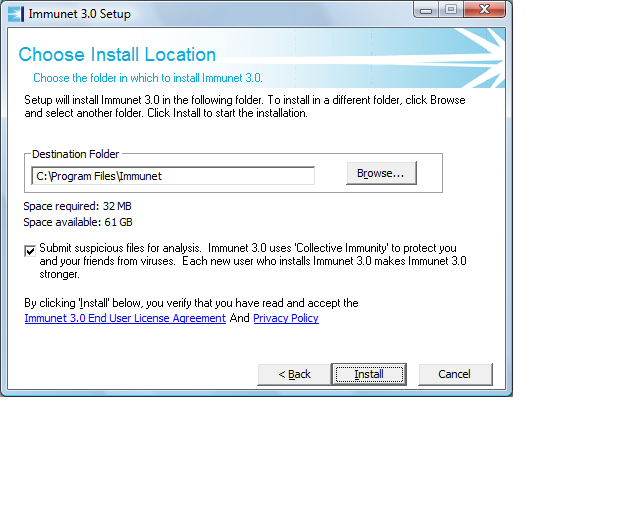 Immunet 3.0 Setup
Choose Install Location
Choose the folder in which to install Immunet 3.0.
Setup will install Immunet 3.0 in the following folder. To install in a different folder, click Browse
and select another folder. Click Install to start the installation.
Destination Folder
C:\Program Files\Immunet
Browse...
Space required: 32 MB
Space available: 61 GB
Submit suspicious files for analysis.  Immunet 3.0 uses 'Collective Immunity' to protect you
and your friends from viruses.  Each new user who installs Immunet 3.0 makes Immunet 3.0
stronger.
By clicking 'Install' below, you verify that you have read and accept the
Immunet 3.0 End User License Agreement And Privacy Policy
< Back Install Cancel